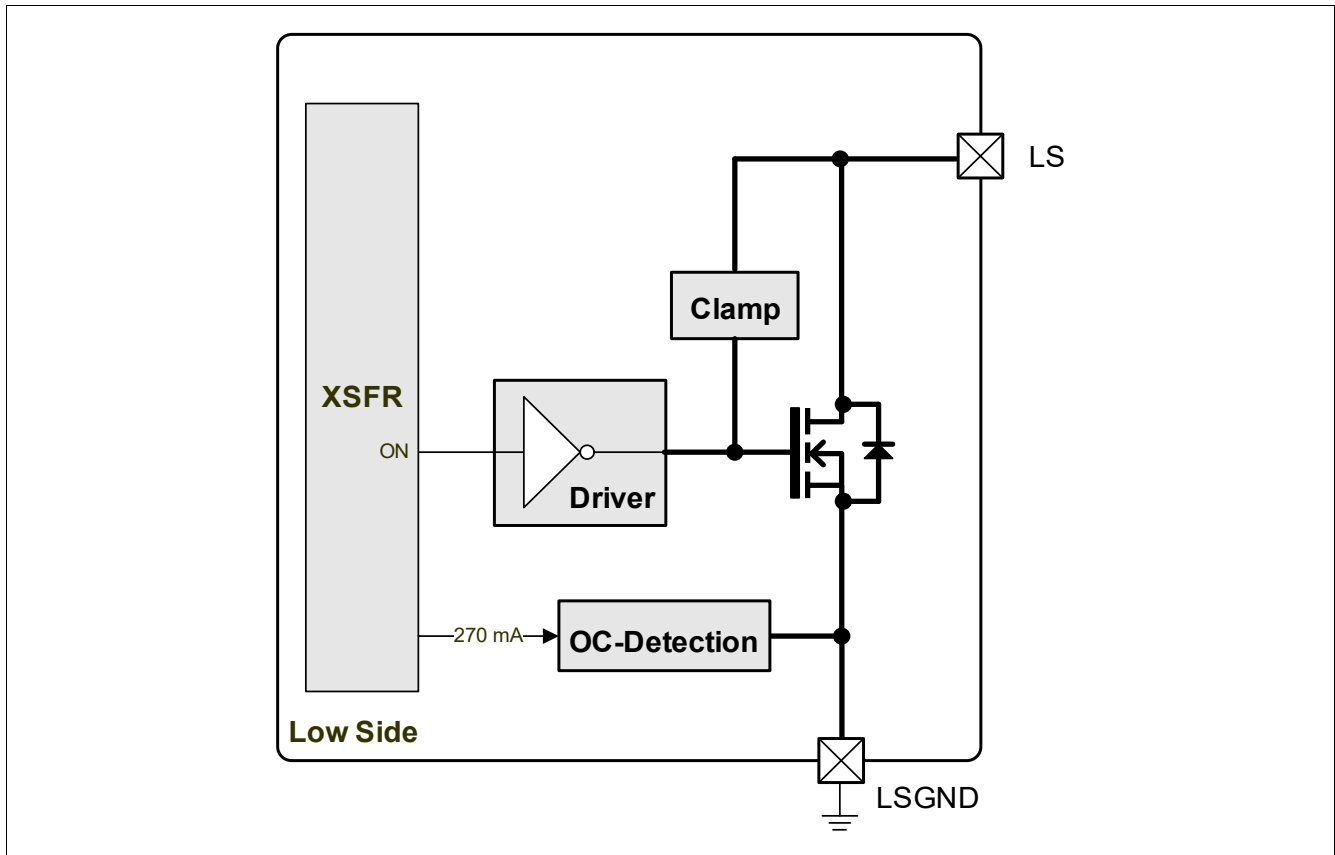 LS
Clamp
XSFR
ON
Driver
270 mA
OC-Detection
Low Side
LSGND